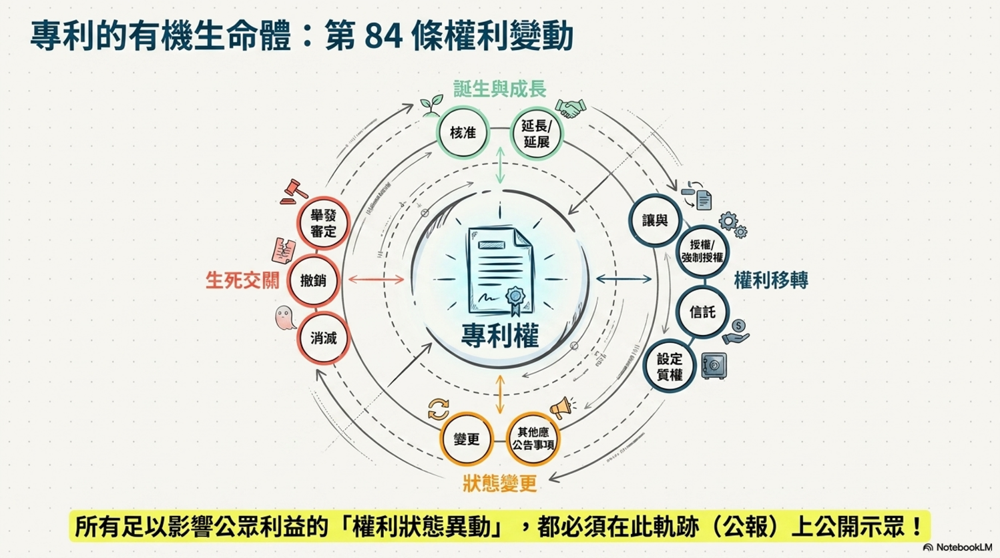 專利的有機生命體：第 84 條權利變動
誕生與成長
核准
延長/
延展
讓與
授權/
強制授權
信託
設定
質權
權利移轉
舉發
審定
撤銷
消滅
生死交關
專利權
變更
其他應
公告事項
狀態變更
所有足以影響公眾利益的「權利狀態異動」，都必須在此軌跡（公報）上公開示眾！
NotebookLM